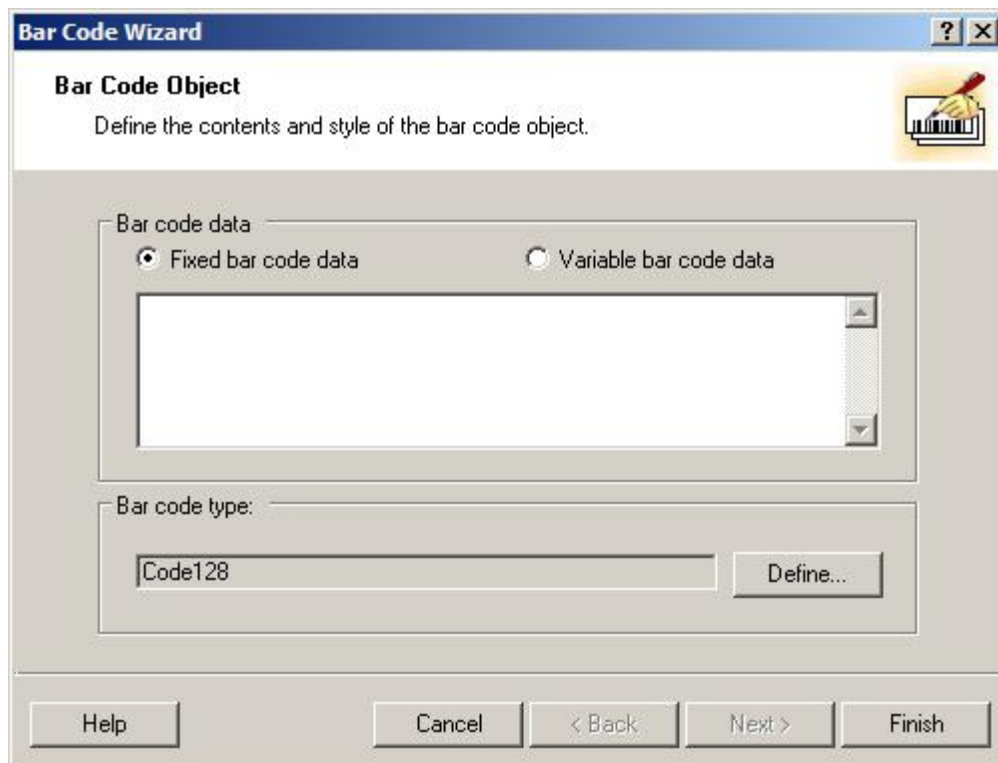 Bar Code Wizard
Bar Code Object
Define the contents and style of the bar code object.
Bar code data
Fixed bar code data Variable bar code data
Bar code type:
Code128 Define...
Help Cancel < Back Next > Finish